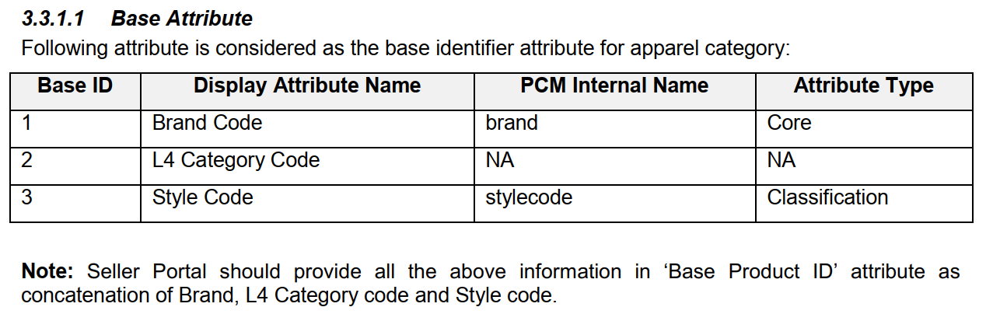 3.3.1.1 Base Attribute
Following attribute is considered as the base identifier attribute for apparel category:
Base ID Display Attribute Name PCM Internal Name Attribute Type
1 Brand Code brand Core
2 L4 Category Code NA NA
3 Style Code stylecode Classification
Note: Seller Portal should provide all the above information in ‘Base Product ID’ attribute as
concatenation of Brand, L4 Category code and Style code.